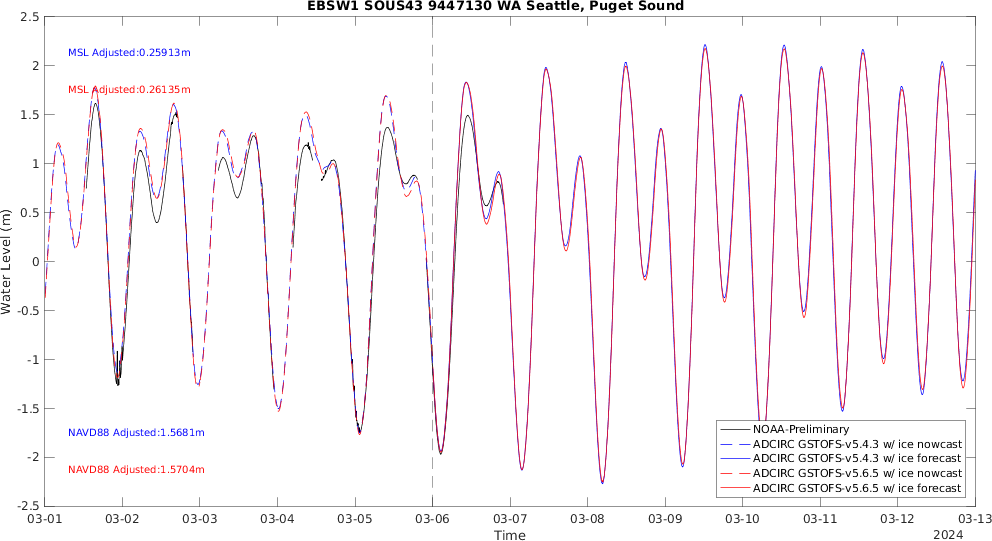 EBSW1 SOUS43 9447130 WA Seattle, Puget Sound
MSL Adjusted:0.25913m
MSL Adjusted:0.26135m
NAVD88 Adjusted:1.5681m
NAVD88 Adjusted:1.5704m
Water Level (m)
2.5
2
1.5
1
0.5
0
-0.5
-1
-1.5
-2
-2.5
NOAA-Preliminary
ADCIRC GSTOFS-v5.4.3 w/ ice nowcast
ADCIRC GSTOFS-v5.4.3 w/ ice forecast
ADCIRC GSTOFS-v5.6.5 w/ ice nowcast
ADCIRC GSTOFS-v5.6.5 w/ ice forecast
03-01 03-02 03-03 03-04 03-05 03-06 03-07 03-08 03-09 03-10 03-11 03-12 03-13
Time
2024